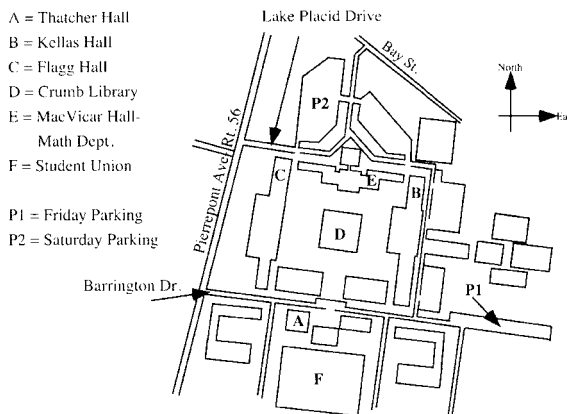 A = Thatcher Hall
B = Kellas Hall
C = Flagg Hall
D = Crumb Library
E = MacVicar Hall-
Math Dept.
F = Student Union
P1 = Friday Parking
P2 = Saturday Parking
Lake Placid Drive
Bay St.
North
Ea
P2
Pierrepont Ave, Rt. 56
C
E
B
D
Barrington Dr.
P1
A
F